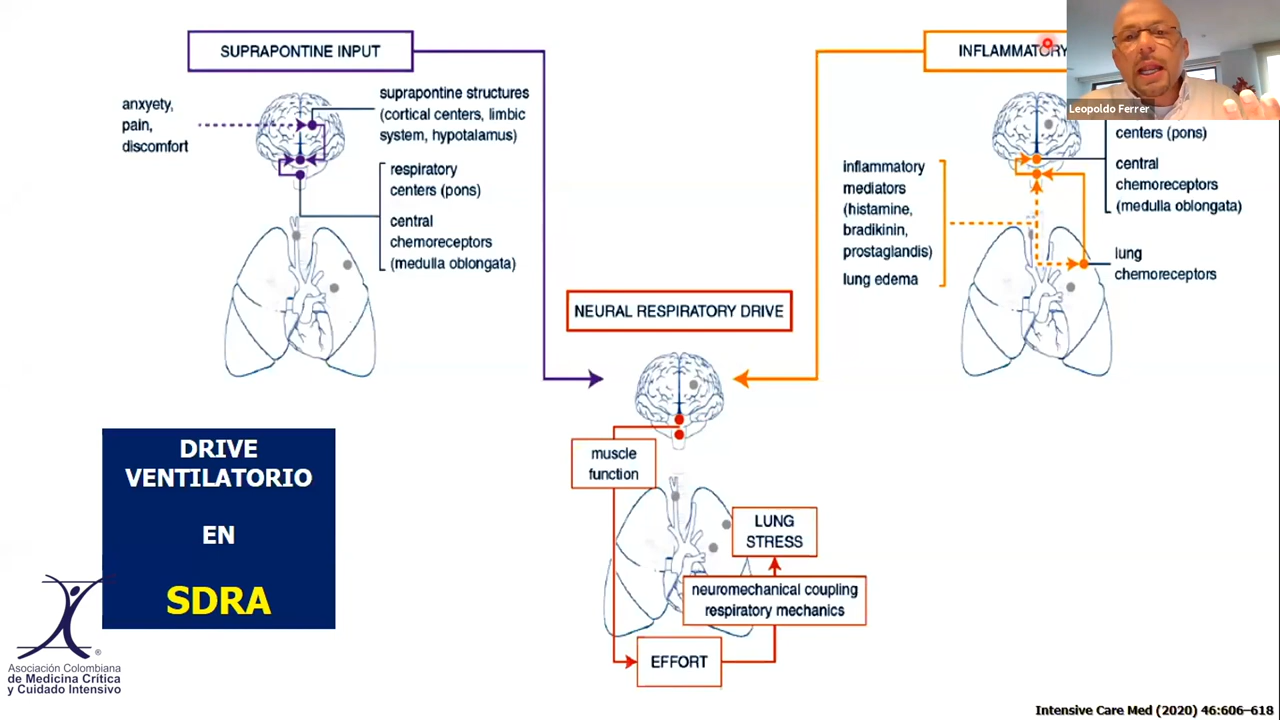 SUPRAPONTINE INPUT
anxyety,
pain,
discomfort
suprapontine structures
(cortical centers, limbic
system, hypotalamus)
respiratory
centers (pons)
central
chemoreceptors
(medulla oblongata)
INFLAMMATORY
Leopoldo Ferrer
centers (pons)
central
chemoreceptors
(medulla oblongata)
inflammatory
mediators
(histamine,
bradikinin,
prostaglandis)
lung edema
lung
chemoreceptors
NEURAL RESPIRATORY DRIVE
muscle
function
LUNG
STRESS
neuromechanical coupling
respiratory mechanics
EFFORT
DRIVE
VENTILATORIO
EN
SDRA
®
Asociación Colombiana
de Medicina Crítica
y Cuidado Intensivo
Intensive Care Med (2020) 46:606–618